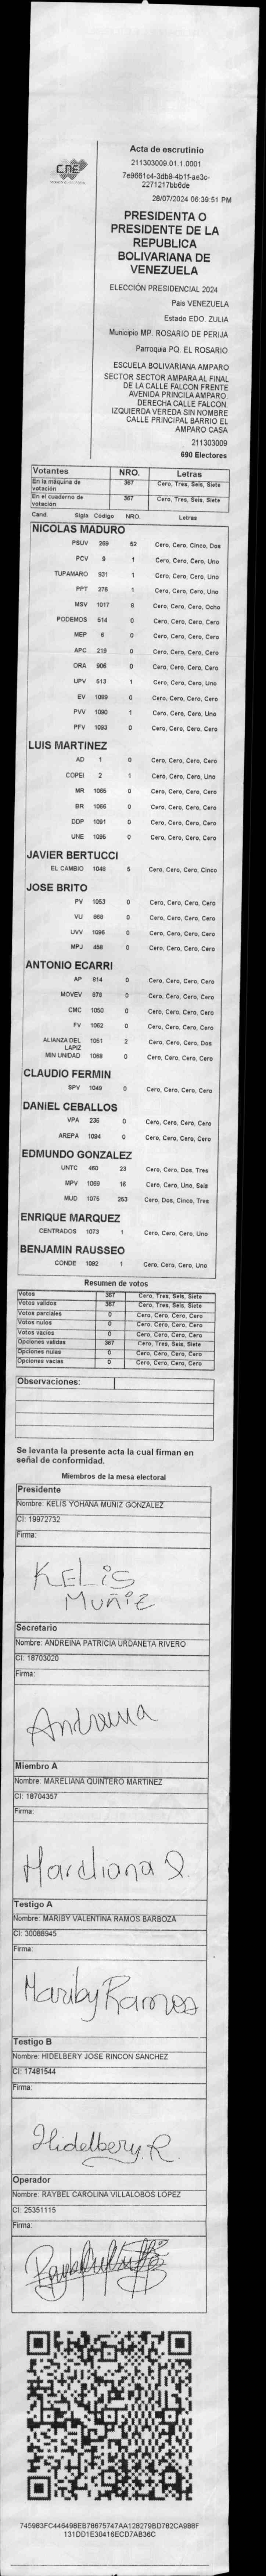 CNE
Acta de escrutinio
211303009.01.1.0001
7e9661c4-3db9-4b1f-ae3c-
2271217bb6de
28/07/2024 06:39:51 PM
PRESIDENTA O
PRESIDENTE DE LA
REPUBLICA
BOLIVARIANA DE
VENEZUELA
ELECCIÓN PRESIDENCIAL 2024
Pais VENEZUELA
Estado EDO. ZULIA
Municipio MP. ROSARIO DE PERIJA
Parroquia PQ. EL ROSARIO
ESCUELA BOLIVARIANA AMPARO
SECTOR SECTOR AMPARA AL FINAL
DE LA CALLE FALCON FRENTE
AVENIDA PRINCILA AMPARO.
DERECHA CALLE FALCON.
IZQUIERDA VEREDA SIN NOMBRE
CALLE PRINCIPAL BARRIO EL
AMPARO CASA
211303009
690 Electores
Votantes NRO. Letras
En la máquina de votación 367 Cero, Tres, Seis, Siete
En el cuaderno de votación 367 Cero, Tres, Seis, Siete
Cand. Sigla Código NRO. Letras
NICOLAS MADURO
PSUV 269 52 Cero, Cero, Cinco, Dos
PCV 5 1 Cero, Cero, Cero, Uno
TUPAMARO 931 1 Cero, Cero, Cero, Uno
PPT 276 1 Cero, Cero, Cero, Uno
MSV 1017 8 Cero, Cero, Cero, Ocho
PODEMOS 514 0 Cero, Cero, Cero, Cero
MEP 6 0 Cero, Cero, Cero, Cero
APC 219 0 Cero, Cero, Cero, Cero
ORA 906 0 Cero, Cero, Cero, Cero
UPV 513 1 Cero, Cero, Cero, Uno
EV 1089 0 Cero, Cero, Cero, Cero
PVV 1090 1 Cero, Cero, Cero, Uno
PFV 1093 0 Cero, Cero, Cero, Cero
LUIS MARTINEZ
AD 1 0 Cero, Cero, Cero, Cero
COPEI 2 1 Cero, Cero, Cero, Uno
MR 1065 0 Cero, Cero, Cero, Cero
BR 1066 0 Cero, Cero, Cero, Cero
DDP 1091 0 Cero, Cero, Cero, Cero
UNE 1095 0 Cero, Cero, Cero, Cero
JAVIER BERTUCCI
EL CAMBIO 1048 5 Cero, Cero, Cero, Cinco
JOSE BRITO
PV 1053 0 Cero, Cero, Cero, Cero
VU 868 0 Cero, Cero, Cero, Cero
UVV 1096 0 Cero, Cero, Cero, Cero
MPJ 458 0 Cero, Cero, Cero, Cero
ANTONIO ECARRI
AP 814 0 Cero, Cero, Cero, Cero
MOVEV 878 0 Cero, Cero, Cero, Cero
CMC 1050 0 Cero, Cero, Cero, Cero
FV 1062 0 Cero, Cero, Cero, Cero
ALIANZA DEL LAPIZ 1051 2 Cero, Cero, Cero, Dos
MIN UNIDAD 1069 0 Cero, Cero, Cero, Cero
CLAUDIO FERMIN
SPV 1049 0 Cero, Cero, Cero, Cero
DANIEL CEBALLOS
VPA 236 0 Cero, Cero, Cero, Cero
AREPA 1094 0 Cero, Cero, Cero, Cero
EDMUNDO GONZALEZ
UNTC 460 23 Cero, Cero, Dos, Tres
MPV 1069 16 Cero, Cero, Uno, Seis
MUD 1075 253 Cero, Dos, Cinco, Tres
ENRIQUE MARQUEZ
CENTRADOS 1073 1 Cero, Cero, Cero, Uno
BENJAMIN RAUSSEO
CONDE 1092 1 Cero, Cero, Cero, Uno
Resumen de votos
Votos 367 Cero, Tres, Seis, Siete
Votos validos 367 Cero, Tres, Seis, Siete
Votos parciales 0 Cero, Cero, Cero, Cero
Votos nulos 0 Cero, Cero, Cero, Cero
Votos vacios 0 Cero, Cero, Cero, Cero
Opciones validas 367 Cero, Tres, Seis, Siete
Opciones nulas 0 Cero, Cero, Cero, Cero
Opciones vacias 0 Cero, Cero, Cero, Cero
Observaciones:
Se levanta la presente acta la cual firman en
señal de conformidad.
Miembros de la mesa electoral
Presidente
Nombre: KELIS YOHANA MUÑIZ GONZALEZ
CI: 19972732
Firma:
KELIS
MUÑIZ
Secretario
Nombre: ANDREINA PATRICIA URDANETA RIVERO
CI: 18703020
Firma:
Andreina
Miembro A
Nombre: MARELIANA QUINTERO MARTINEZ
CI: 18704357
Firma:
Mareliana Q.
Testigo A
Nombre: MARIBY VALENTINA RAMOS BARBOZA
CI: 30088945
Firma:
Mariby Ramos
Testigo B
Nombre: HIDELBERY JOSE RINCON SANCHEZ
CI: 17481544
Firma:
Hidelbery R.
Operador
Nombre: RAYBEL CAROLINA VILLALOBOS LOPEZ
CI: 25351115
Firma:
745983FC446498EB78675747AA128279BD782CA988F
131DD1E30416ECD7AB36C